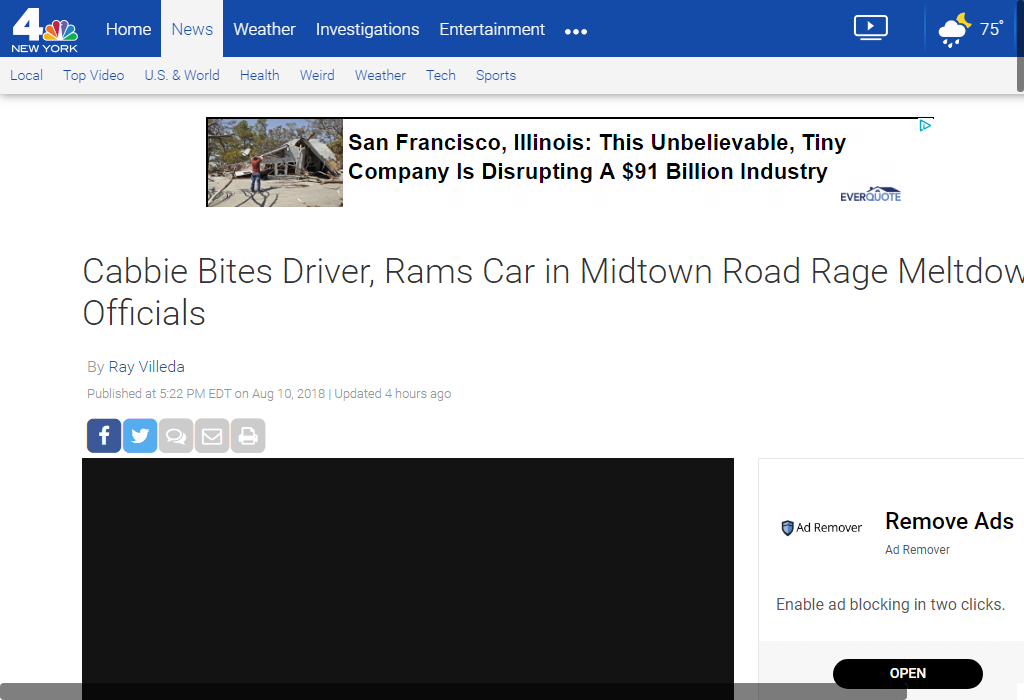 4
NEW YORK
Home News Weather Investigations Entertainment •••
75°
Local Top Video U.S. & World Health Weird Weather Tech Sports
San Francisco, Illinois: This Unbelievable, Tiny
Company Is Disrupting A $91 Billion Industry
EVERQUOTE
Cabbie Bites Driver, Rams Car in Midtown Road Rage Meltdow
Officials
By Ray Villeda
Published at 5:22 PM EDT on Aug 10, 2018 | Updated 4 hours ago
f
Ad Remover
Remove Ads
Ad Remover
Enable ad blocking in two clicks.
OPEN